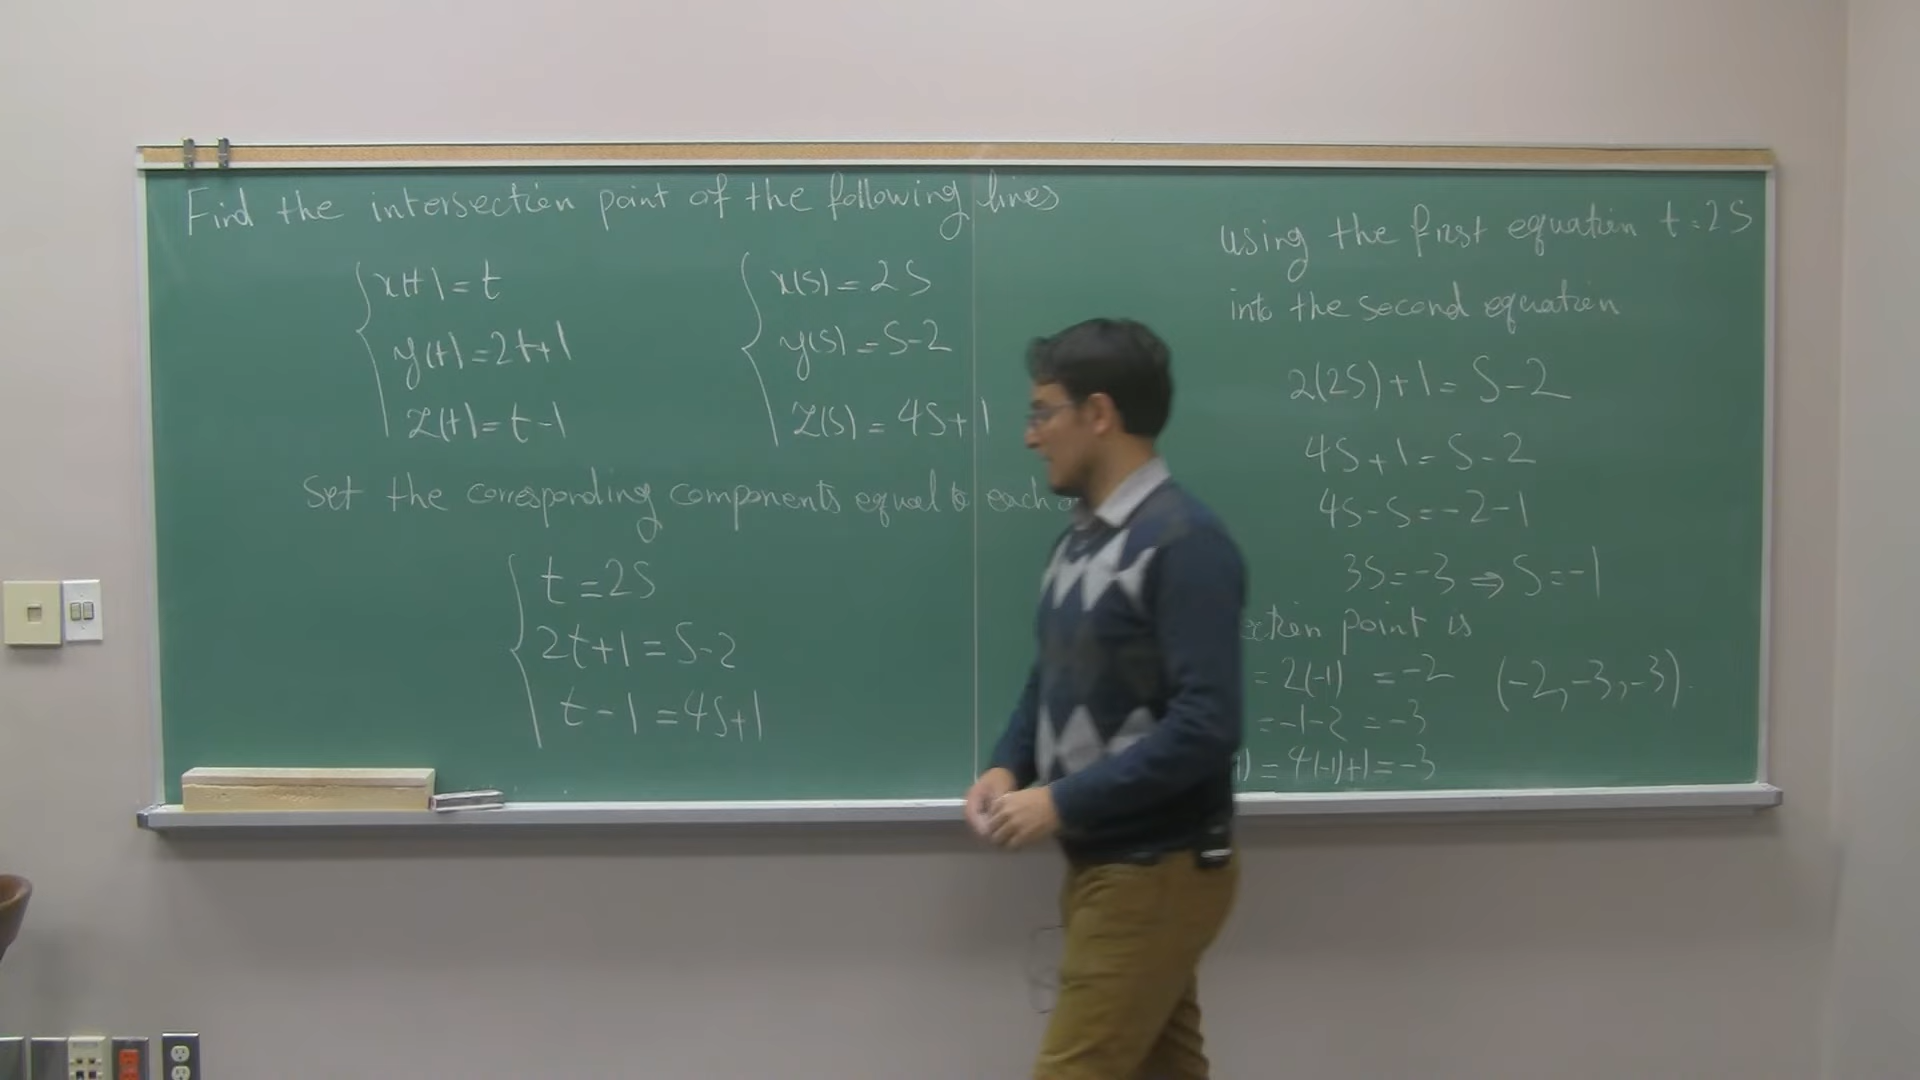 Find the intersection point of the following lines
x(t) = t
y(t) = 2t+1
z(t) = t-1
x(s) = 2S
y(s) = S-2
z(s) = 4S+1
Set the corresponding components equal to each
t = 2S
2t+1 = S-2
t-1 = 4S+1
using the first equation t = 2S
into the second equation
2(2S)+1 = S-2
4S+1 = S-2
4S-S = -2-1
3S = -3 ⇒ S = -1
point is
= 2(-1) = -2 (-2, -3, -3).
= -1-2 = -3
1) = 4(-1)+1 = -3